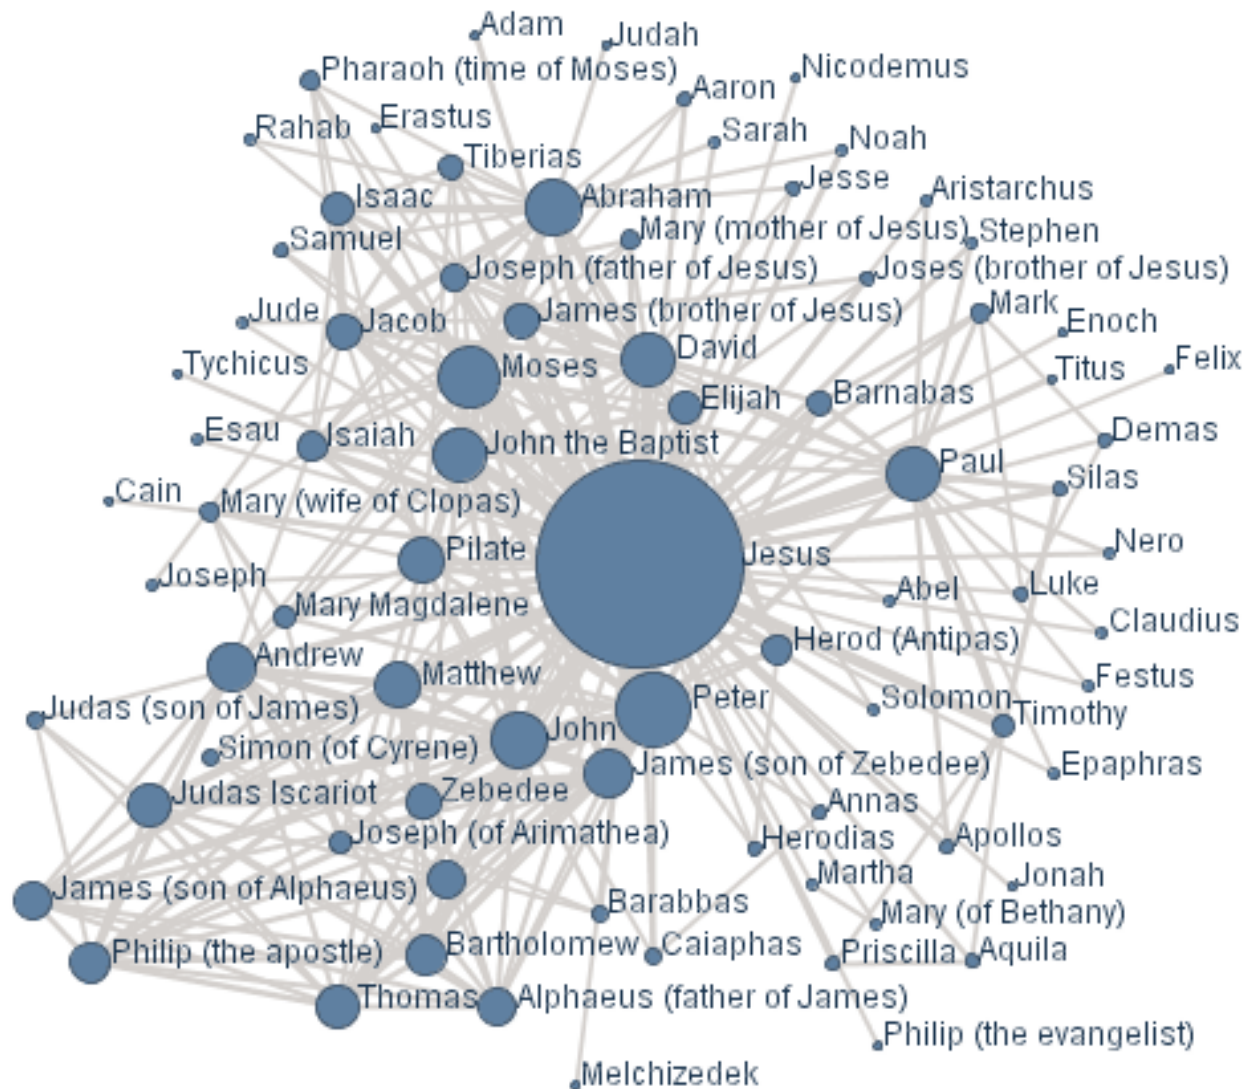 Adam
Judah
Pharaoh (time of Moses)
Nicodemus
Aaron
Erastus
Rahab
Sarah
Noah
Tiberias
Jesse
Isaac
Abraham
Aristarchus
Mary (mother of Jesus)
Stephen
Samuel
Joseph (father of Jesus)
Joses (brother of Jesus)
Jude
Jacob
James (brother of Jesus)
Mark
Enoch
David
Felix
Tychicus
Moses
Titus
Elijah
Barnabas
Esau
Isaiah
John the Baptist
Demas
Paul
Silas
Cain
Mary (wife of Clopas)
Pilate
Jesus
Nero
Joseph
Abel
Luke
Mary Magdalene
Claudius
Herod (Antipas)
Andrew
Matthew
Festus
Peter
Solomon
Timothy
Judas (son of James)
John
Simon (of Cyrene)
James (son of Zebedee)
Epaphras
Judas Iscariot
Zebedee
Annas
Joseph (of Arimathea)
Herodias
Apollos
Martha
Jonah
James (son of Alphaeus)
Barabbas
Mary (of Bethany)
Philip (the apostle)
Bartholomew
Caiaphas
Priscilla
Aquila
Thomas
Alphaeus (father of James)
Philip (the evangelist)
Melchizedek